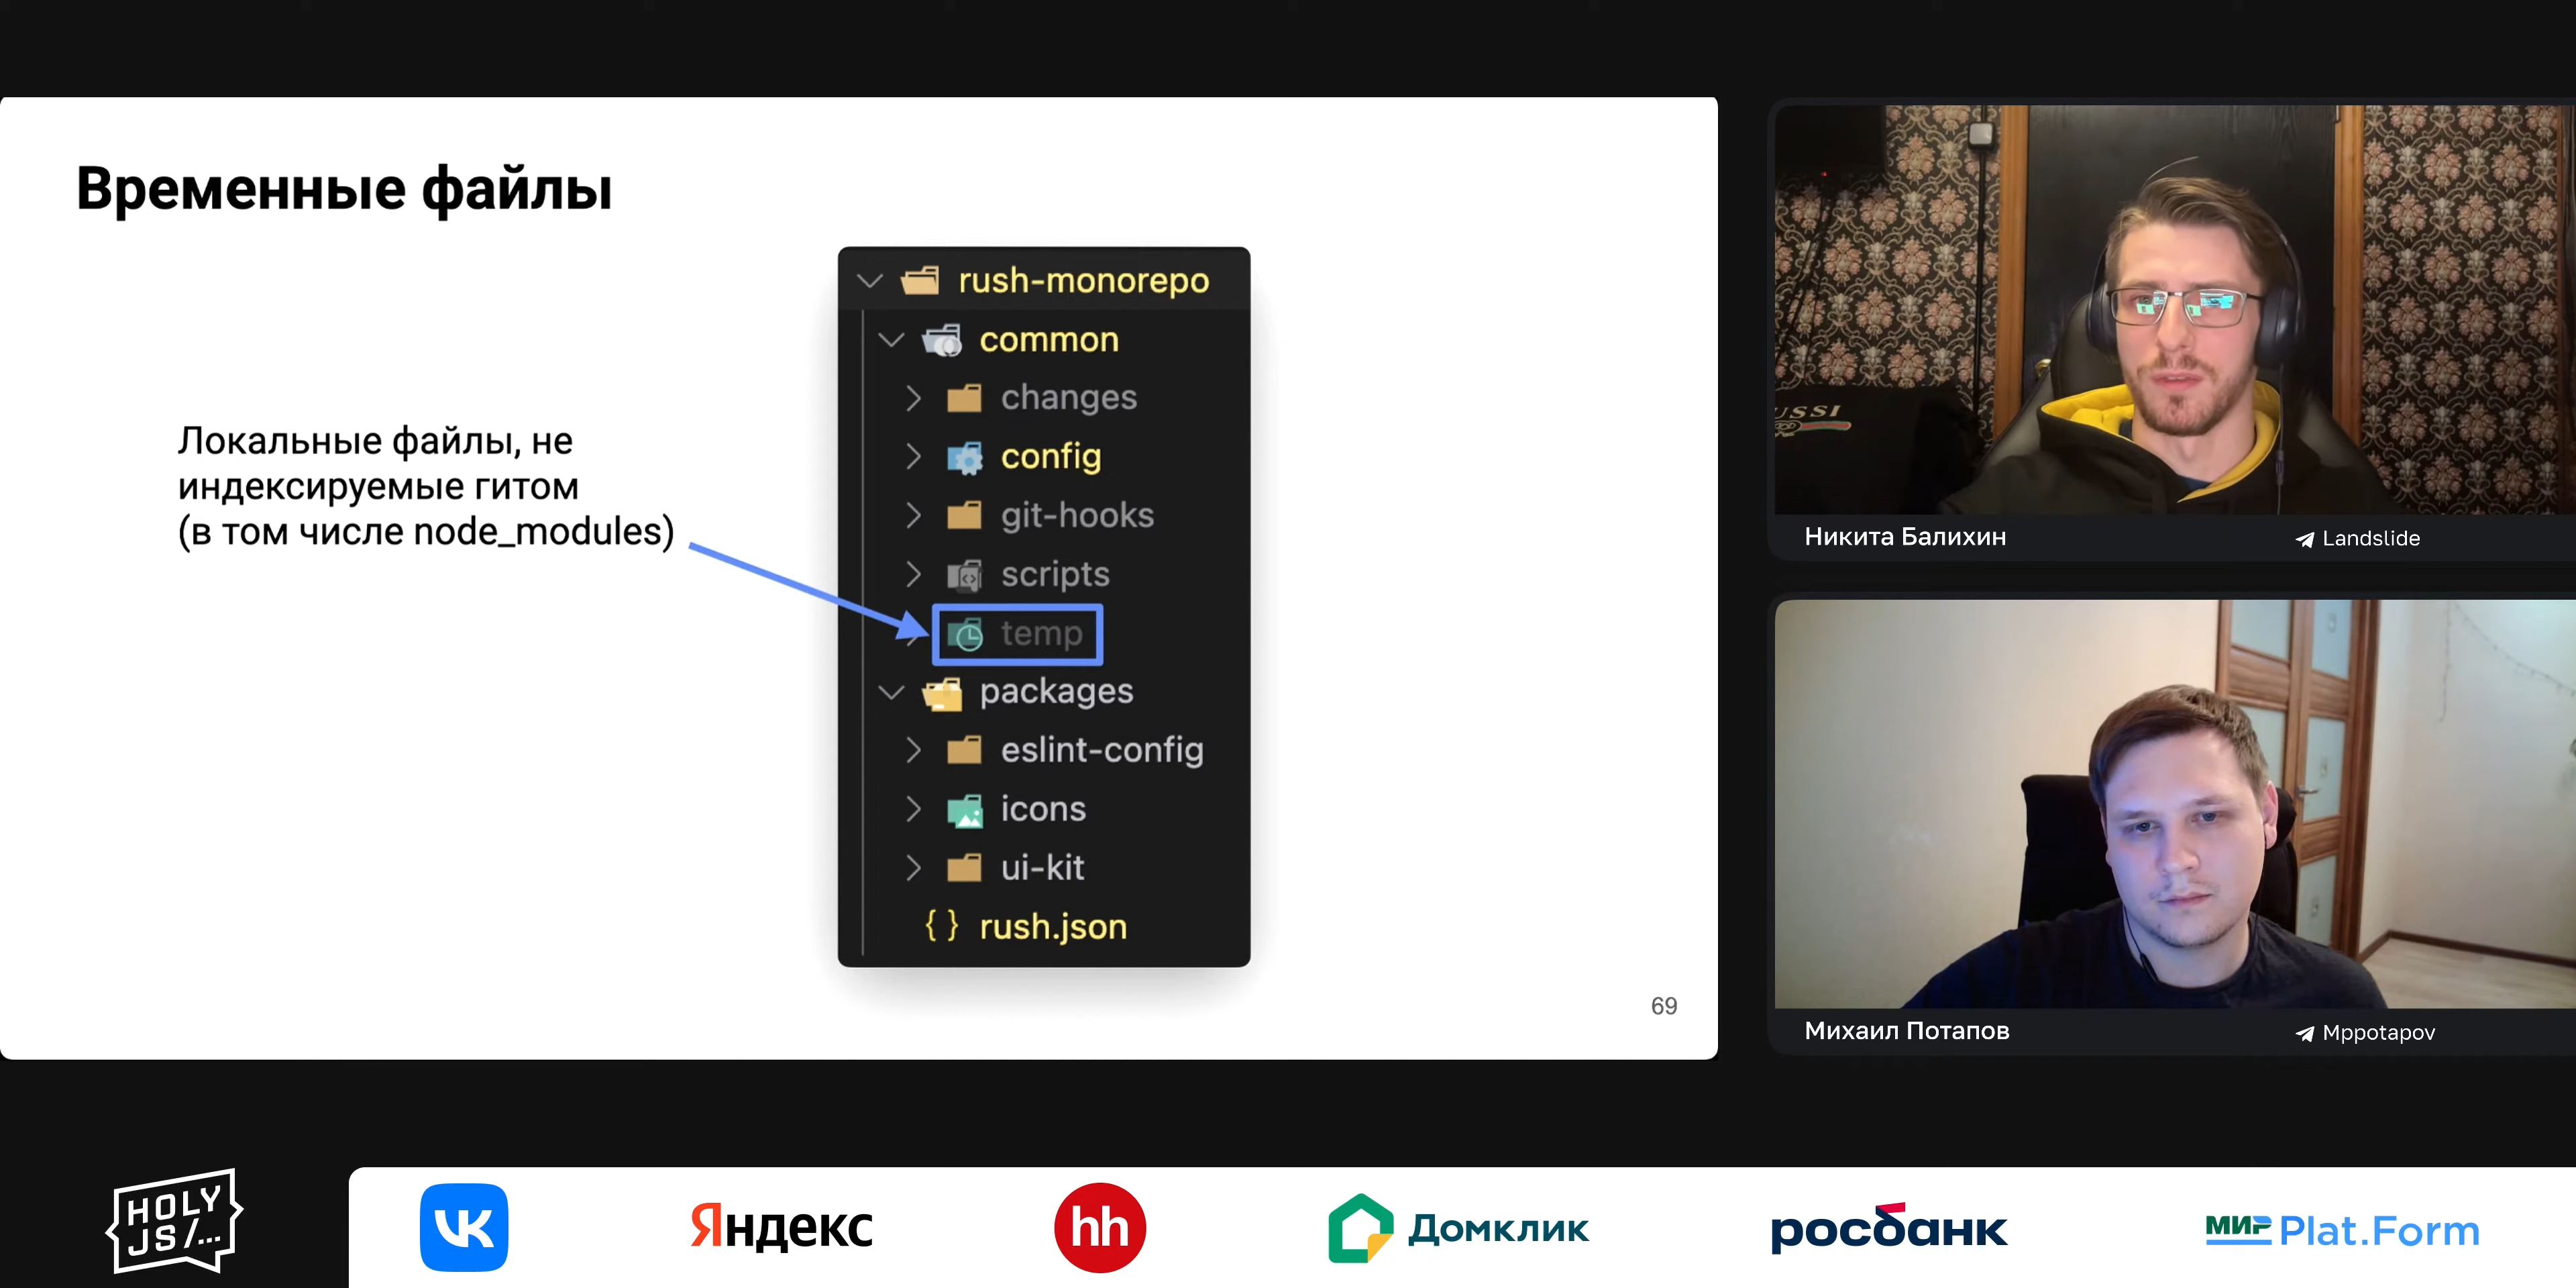 Временные файлы
Локальные файлы, не
индексируемые гитом
(в том числе node_modules)
rush-monorepo
common
changes
config
git-hooks
scripts
temp
packages
eslint-config
icons
ui-kit
{ } rush.json
69
USSI
Никита Балихин
Landslide
Михаил Потапов
Mppotapov
HOLY
JS/...
VK
Яндекс
hh
Домклик
росбанк
МИР Plat.Form